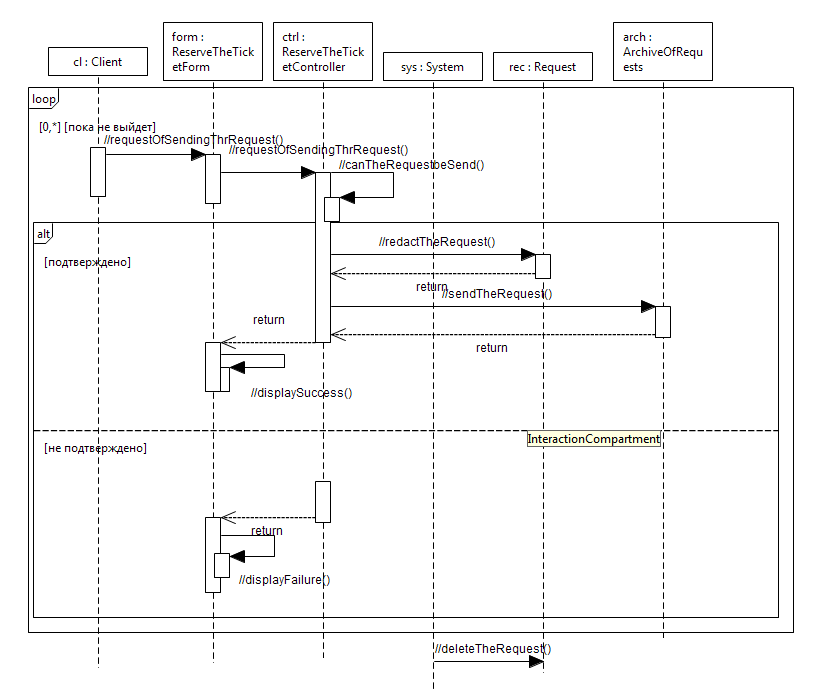 cl : Client
form :
ReserveTheTick
etForm
ctrl :
ReserveTheTick
etController
sys : System
rec : Request
arch :
ArchiveOfRequ
ests
loop
[0,*] [пока не выйдет]
//requestOfSendingThrRequest()
//requestOfSendingThrRequest()
//canTheRequestbeSend()
alt
[подтверждено]
//redactTheRequest()
return
//sendTheRequest()
return
return
//displaySuccess()
InteractionCompartment
[не подтверждено]
return
//displayFailure()
//deleteTheRequest()